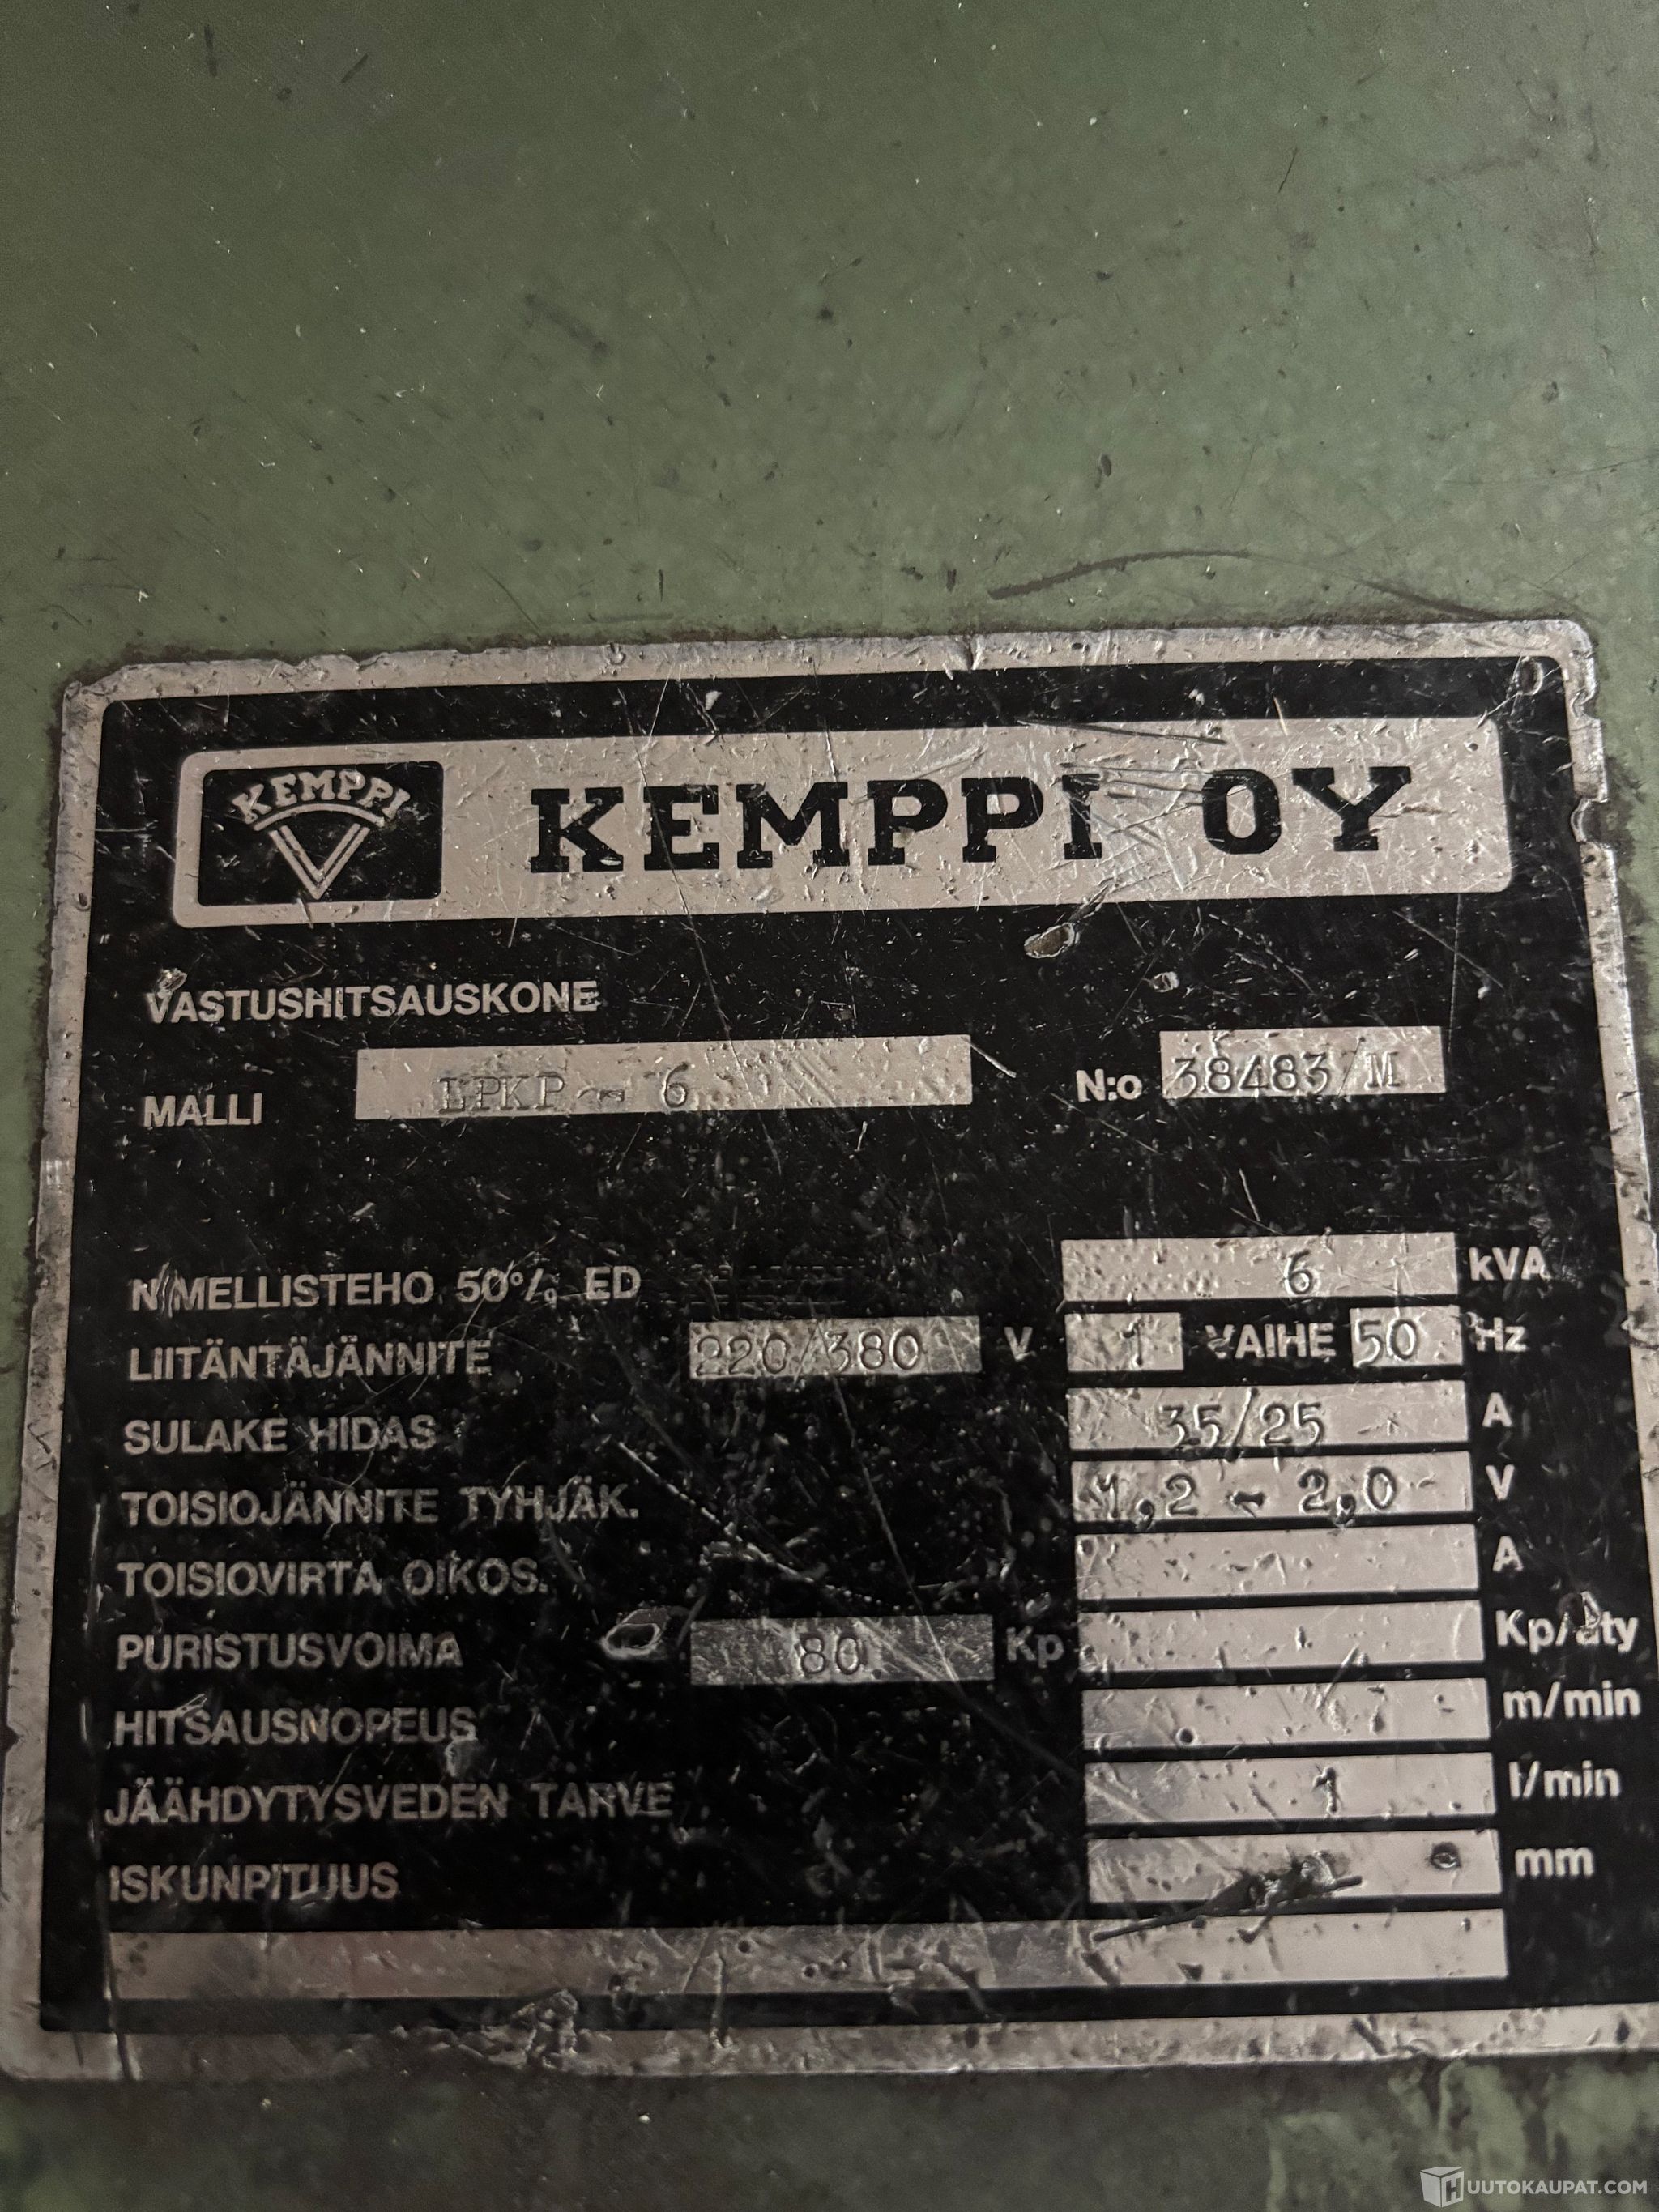 KEMPPI KEMPPI OY
VASTUSHITSAUSKONE
MALLI LPKP - 6 N:o 38483/M
NIMELLISTEHO 50% ED 6 kVA
LIITÄNTÄJÄNNITE 220/380 V 1 VAIHE 50 Hz
SULAKE HIDAS 35/25 A
TOISIOJÄNNITE TYHJÄK. 1,2 - 2,0 V
TOISIOVIRTA OIKOS. A
PURISTUSVOIMA 80 Kp Kp/aty
HITSAUSNOPEUS m/min
JÄÄHDYTYSVEDEN TARVE 1 l/min
ISKUNPITUUS mm
HUUTOKAUPAT.COM